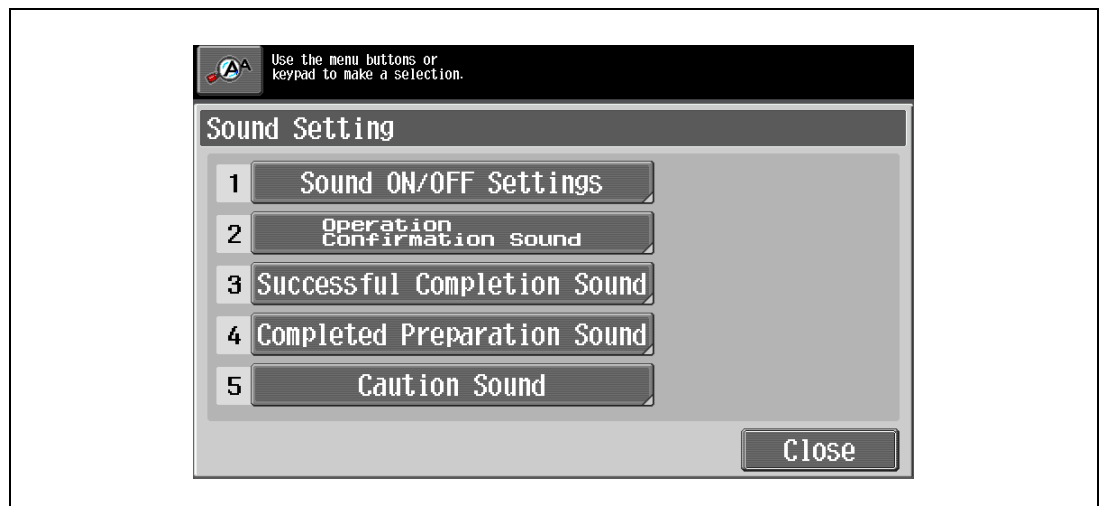 Use the menu buttons or
keypad to make a selection.
Sound Setting
1 Sound ON/OFF Settings
2 Operation
Confirmation Sound
3 Successful Completion Sound
4 Completed Preparation Sound
5 Caution Sound
Close